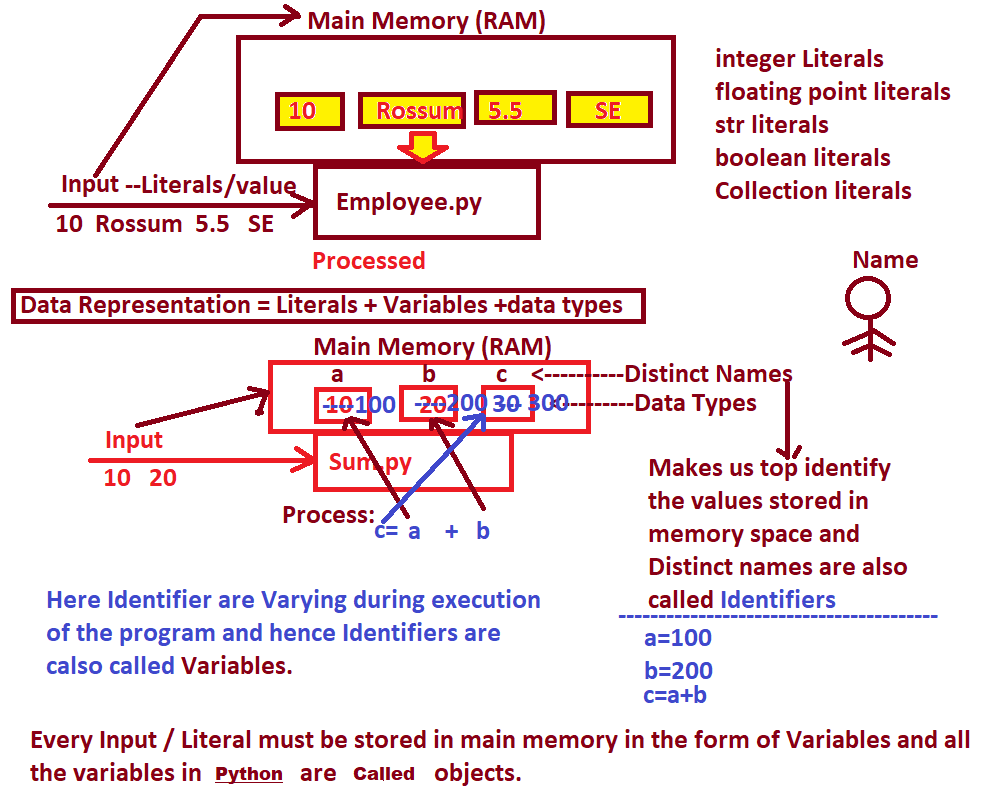 Main Memory (RAM)
10 Rossum 5.5 SE
Input --Literals/value
10 Rossum 5.5 SE
Employee.py
Processed
integer Literals
floating point literals
str literals
boolean literals
Collection literals
Name
Data Representation = Literals + Variables +data types
Main Memory (RAM)
a b c <----------Distinct Names
10 ----100 20 ----200 30 --- 300 <---------Data Types
Input
10 20
Sum.py
Process:
c= a + b
Makes us top identify
the values stored in
memory space and
Distinct names are also
called Identifiers
----------------------------------------
a=100
b=200
c=a+b
Here Identifier are Varying during execution
of the program and hence Identifiers are
calso called Variables.
Every Input / Literal must be stored in main memory in the form of Variables and all
the variables in Python are Called objects.